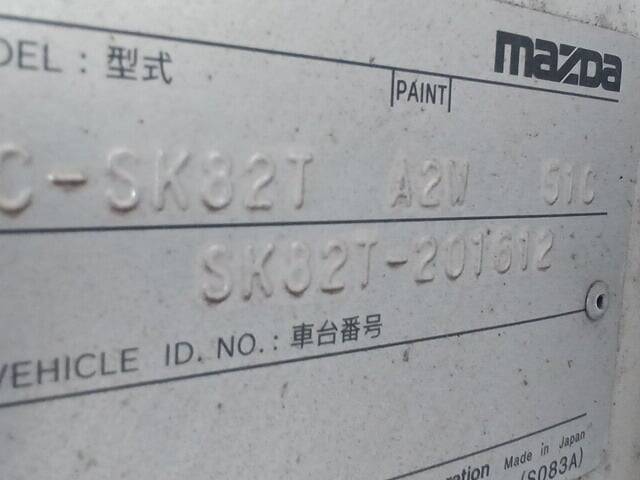 mazda
DEL : 型式
PAINT
C-SK82T A2W 51C
SK82T-201612
VEHICLE ID. NO. : 車台番号
ration Made in Japan
(S083A)